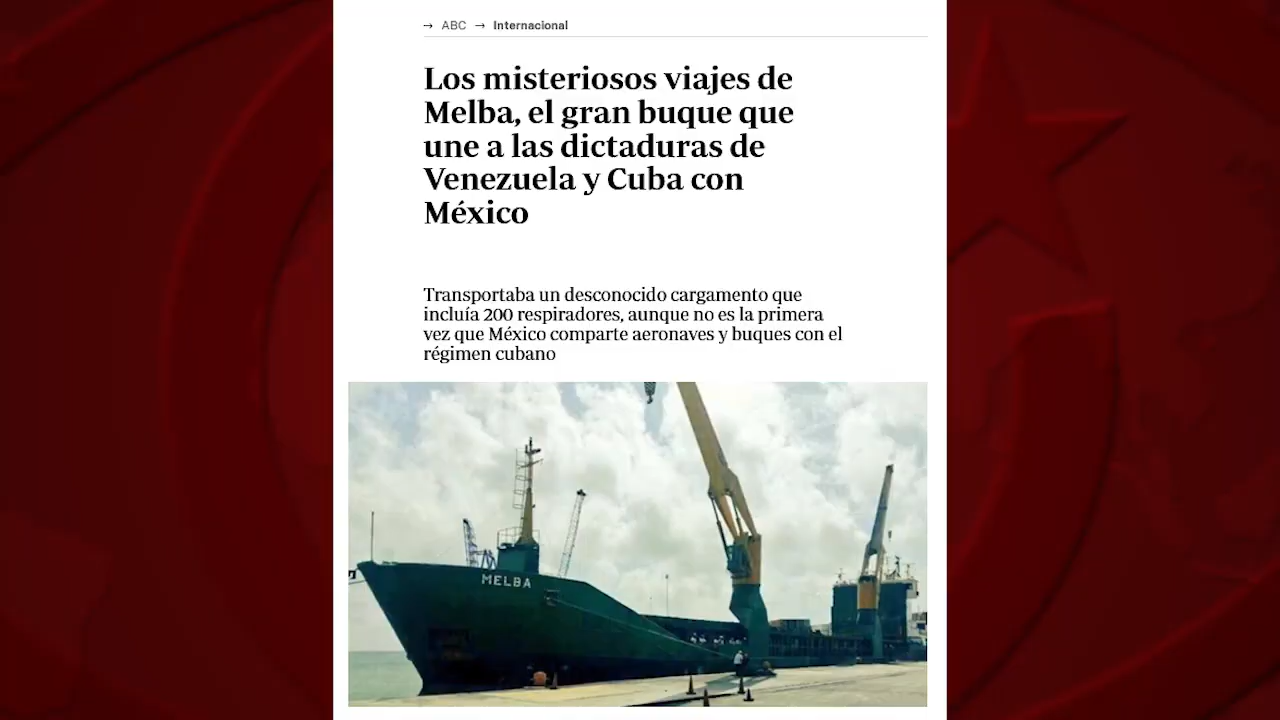 → ABC → Internacional
Los misteriosos viajes de
Melba, el gran buque que
une a las dictaduras de
Venezuela y Cuba con
México
Transportaba un desconocido cargamento que
incluía 200 respiradores, aunque no es la primera
vez que México comparte aeronaves y buques con el
régimen cubano
MELBA